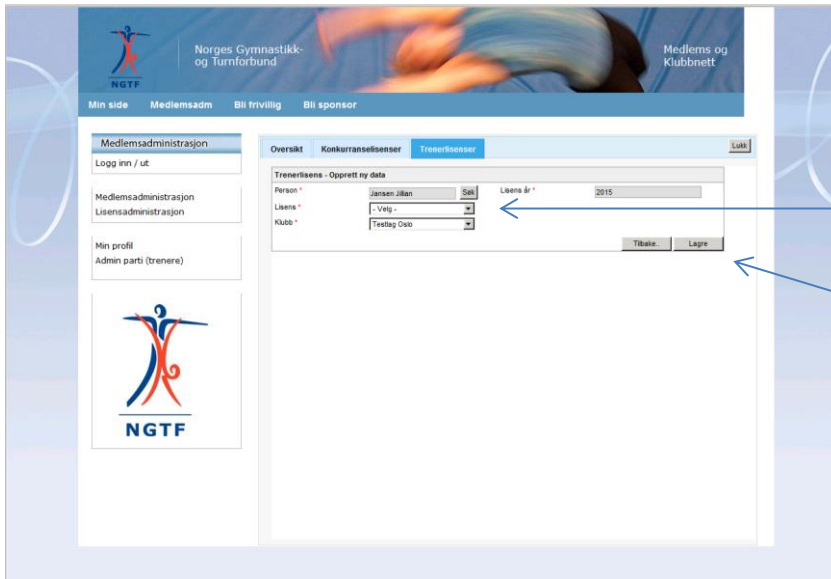 Norges Gymnastikk-
og Turnforbund
Medlems og
Klubbnett
NGTF
Min side Medlemsadm Bli frivillig Bli sponsor
Medlemsadministrasjon
Logg inn / ut
Medlemsadministrasjon
Lisensadministrasjon
Min profil
Admin parti (trenere)
NGTF
Oversikt Konkurranselisenser Trenerlisenser Lukk
Trenerlisens - Opprett ny data
Person * Jansen Jillian Søk Lisens år * 2015
Lisens * - Velg -
Klubb * Testlag Oslo
Tilbake.. Lagre